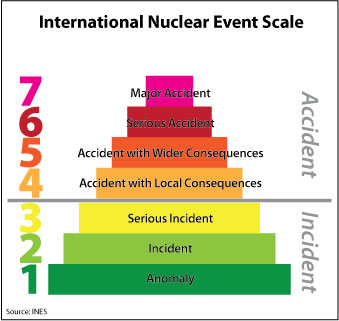 International Nuclear Event Scale
7 Major Accident
6 Serious Accident
5 Accident with Wider Consequences
4 Accident with Local Consequences
Accident
3 Serious Incident
2 Incident
1 Anomaly
Incident
Source: INES